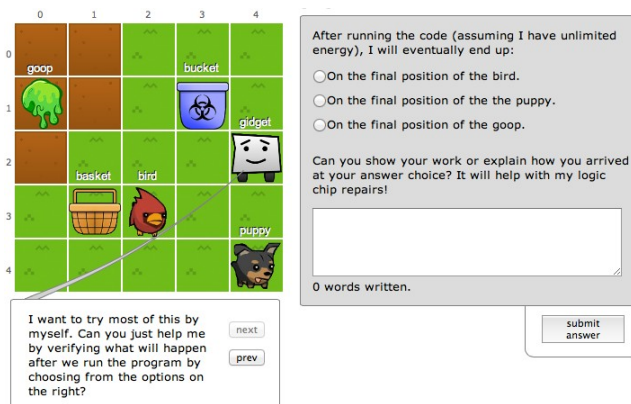 0 1 2 3 4
0
goop bucket
1
gidget
2
basket bird
3
puppy
4
I want to try most of this by
myself. Can you just help me
by verifying what will happen
after we run the program by
choosing from the options on
the right?
next
prev
After running the code (assuming I have unlimited
energy), I will eventually end up:
On the final position of the bird.
On the final position of the the puppy.
On the final position of the goop.
Can you show your work or explain how you arrived
at your answer choice? It will help with my logic
chip repairs!
0 words written.
submit
answer